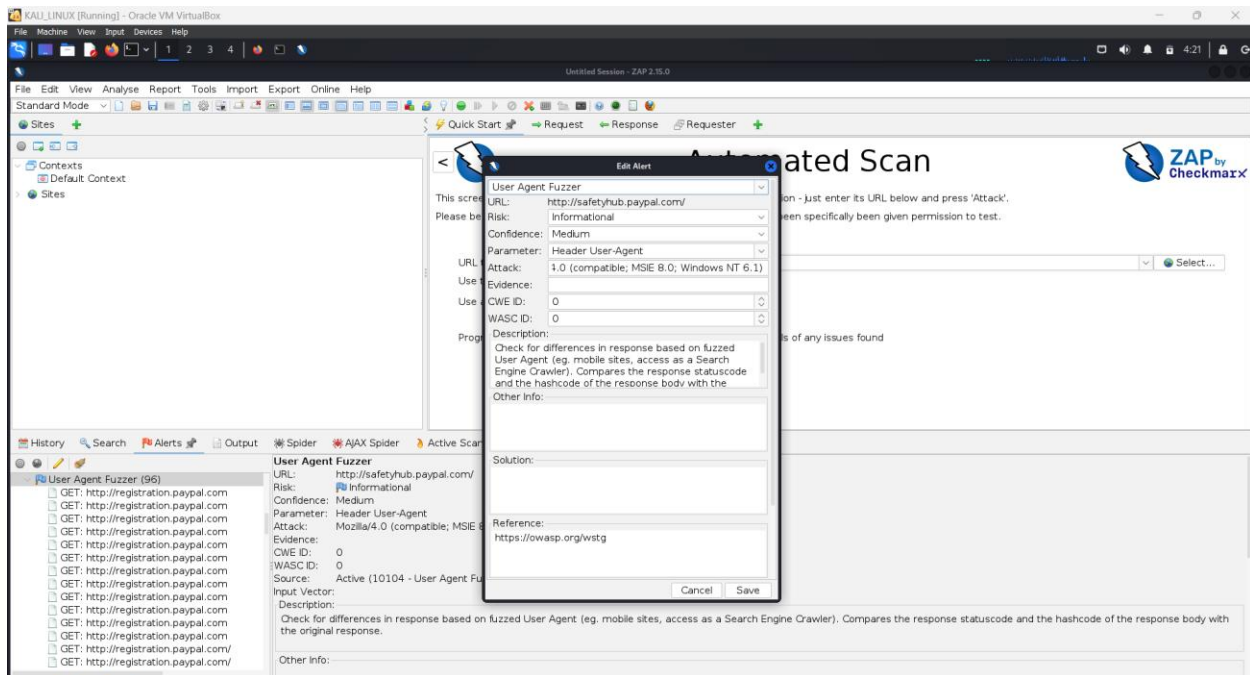 KALI_LINUX [Running] - Oracle VM VirtualBox
File Machine View Input Devices Help
1 2 3 4
4:21
Untitled Session - ZAP 2.15.0
File Edit View Analyse Report Tools Import Export Online Help
Standard Mode
Sites
Quick Start Request Response Requester
Contexts
Default Context
Sites
<
ated Scan
ZAP by
Checkmarx
This scree
ion - just enter its URL below and press 'Attack'.
Please be
een specifically been given permission to test.
URL
Select...
Use
Use
Prog
ls of any issues found
Edit Alert
User Agent Fuzzer
URL: http://safetyhub.paypal.com/
Risk: Informational
Confidence: Medium
Parameter: Header User-Agent
Attack: 4.0 (compatible; MSIE 8.0; Windows NT 6.1)
Evidence:
CWE ID: 0
WASC ID: 0
Description:
Check for differences in response based on fuzzed
User Agent (eg. mobile sites, access as a Search
Engine Crawler). Compares the response statuscode
and the hashcode of the response body with the
Other Info:
Solution:
Reference:
https://owasp.org/wstg
Cancel Save
History Search Alerts Output Spider AJAX Spider Active Scan
User Agent Fuzzer (96)
GET: http://registration.paypal.com
GET: http://registration.paypal.com
GET: http://registration.paypal.com
GET: http://registration.paypal.com
GET: http://registration.paypal.com
GET: http://registration.paypal.com
GET: http://registration.paypal.com
GET: http://registration.paypal.com
GET: http://registration.paypal.com
GET: http://registration.paypal.com
GET: http://registration.paypal.com
GET: http://registration.paypal.com
GET: http://registration.paypal.com/
GET: http://registration.paypal.com/
User Agent Fuzzer
URL: http://safetyhub.paypal.com/
Risk: Informational
Confidence: Medium
Parameter: Header User-Agent
Attack: Mozilla/4.0 (compatible; MSIE 8
Evidence:
CWE ID: 0
WASC ID: 0
Source: Active (10104 - User Agent Fu
Input Vector:
Description:
Check for differences in response based on fuzzed User Agent (eg. mobile sites, access as a Search Engine Crawler). Compares the response statuscode and the hashcode of the response body with
the original response.
Other Info: